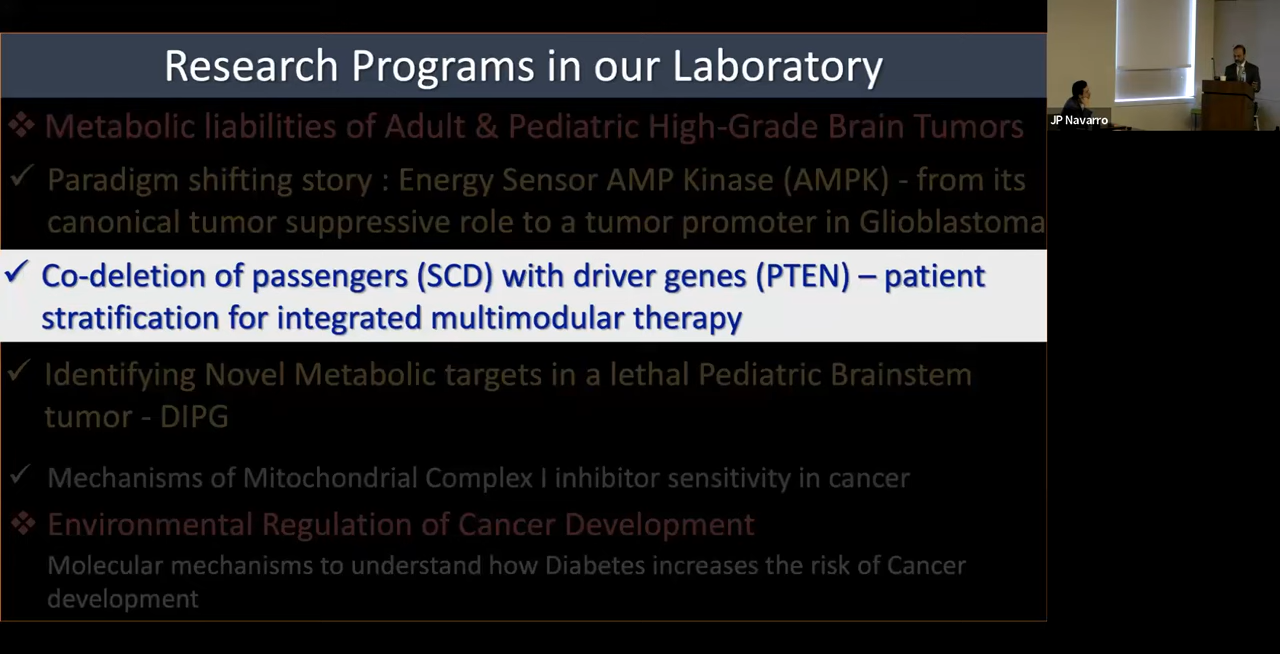 Research Programs in our Laboratory
❖ Metabolic liabilities of Adult & Pediatric High-Grade Brain Tumors
✓ Paradigm shifting story : Energy Sensor AMP Kinase (AMPK) - from its
canonical tumor suppressive role to a tumor promoter in Glioblastoma
✓ Co-deletion of passengers (SCD) with driver genes (PTEN) – patient
stratification for integrated multimodular therapy
✓ Identifying Novel Metabolic targets in a lethal Pediatric Brainstem
tumor - DIPG
✓ Mechanisms of Mitochondrial Complex I inhibitor sensitivity in cancer
❖ Environmental Regulation of Cancer Development
Molecular mechanisms to understand how Diabetes increases the risk of Cancer
development
JP Navarro